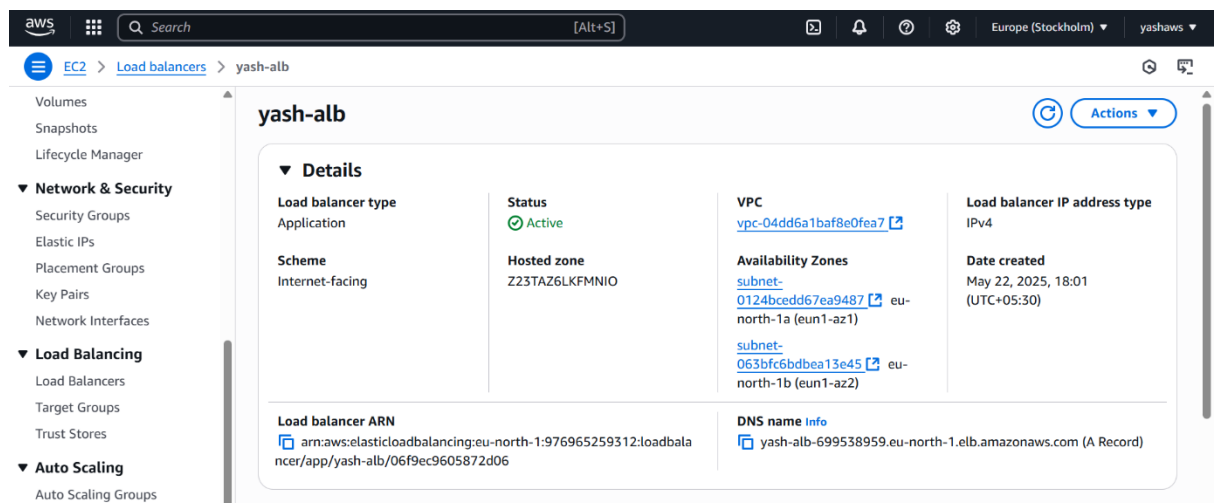 aws
Search
[Alt+S]
Europe (Stockholm) ▼
yashaws ▼
EC2 > Load balancers > yash-alb
Volumes
Snapshots
Lifecycle Manager
▼ Network & Security
Security Groups
Elastic IPs
Placement Groups
Key Pairs
Network Interfaces
▼ Load Balancing
Load Balancers
Target Groups
Trust Stores
▼ Auto Scaling
Auto Scaling Groups
yash-alb
Actions ▼
▼ Details
Load balancer type
Application
Status
Active
VPC
vpc-04dd6a1baf8e0fea7
Load balancer IP address type
IPv4
Scheme
Internet-facing
Hosted zone
Z23TAZ6LKFMNIO
Availability Zones
subnet-
0124bcedd67ea9487 eu-
north-1a (eun1-az1)
subnet-
063bfc6bdbea13e45 eu-
north-1b (eun1-az2)
Date created
May 22, 2025, 18:01
(UTC+05:30)
Load balancer ARN
arn:aws:elasticloadbalancing:eu-north-1:976965259312:loadbala
ncer/app/yash-alb/06f9ec9605872d06
DNS name Info
yash-alb-699538959.eu-north-1.elb.amazonaws.com (A Record)